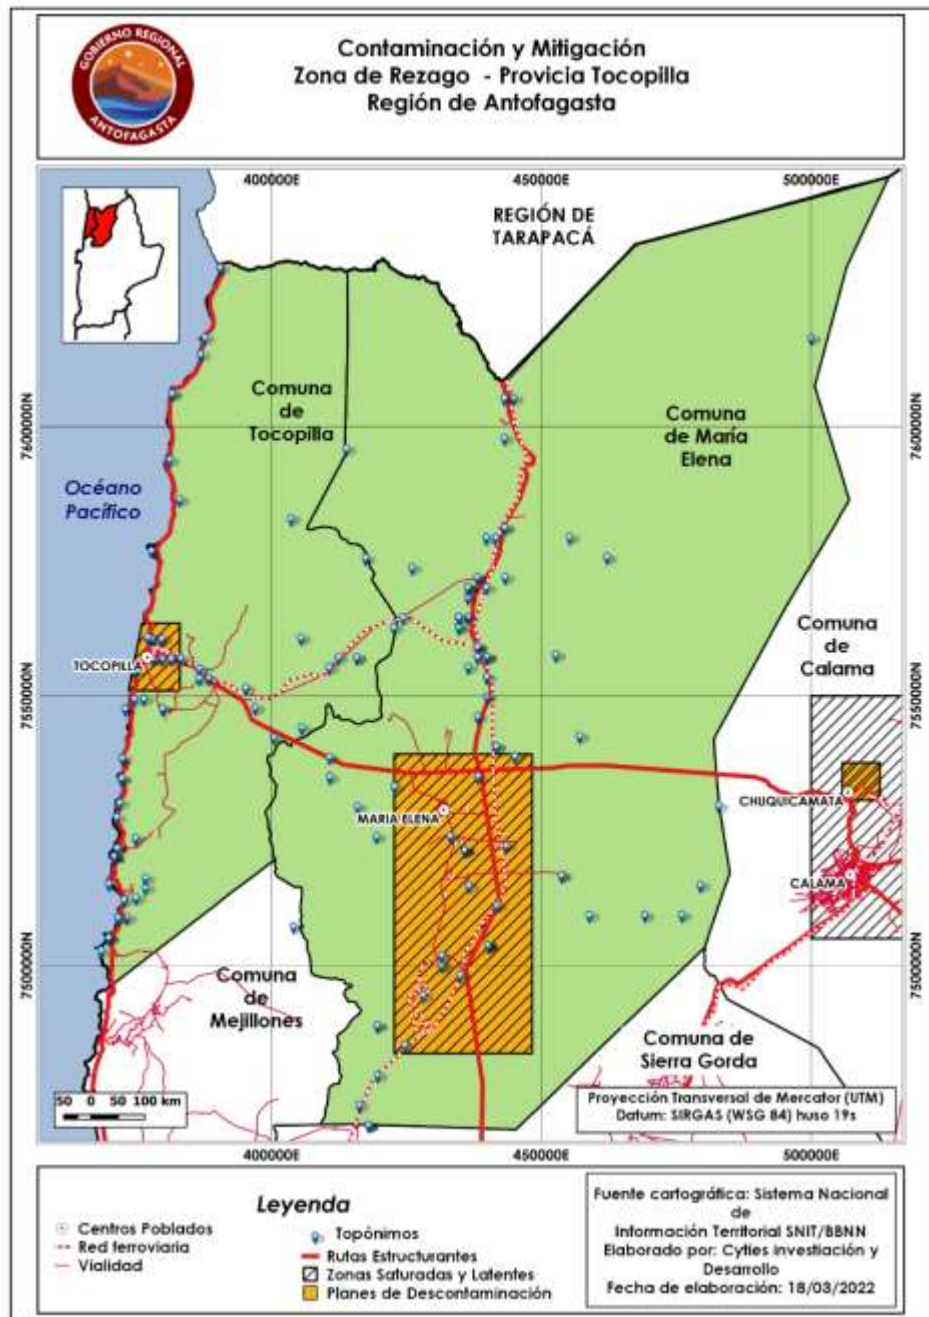 GOBIERNO REGIONAL
ANTOFAGASTA
Contaminación y Mitigación
Zona de Rezago - Provicia Tocopilla
Región de Antofagasta
400000E
450000E
500000E
REGIÓN DE
TARAPACÁ
Comuna
de
Tocopilla
Comuna
de María
Elena
7600000N
7600000N
Océano
Pacífico
Comuna
de
Calama
TOCOPILLA
7550000N
7550000N
CHUQUICAMATA
MARIA ELENA
CALAMA
7500000N
7500000N
Comuna
de
Mejillones
Comuna de
Sierra Gorda
50 0 50 100 km
Proyección Transversal de Mercator (UTM)
Datum: SIRGAS (WSG 84) huso 19s
400000E
450000E
500000E
Leyenda
Centros Poblados
Red ferroviaria
Vialidad
Topónimos
Rutas Estructurantes
Zonas Saturadas y Latentes
Planes de Descontaminación
Fuente cartográfica: Sistema Nacional
de
Información Territorial SNIT/BBNN
Elaborado por: Cyties investiación y
Desarrollo
Fecha de elaboración: 18/03/2022